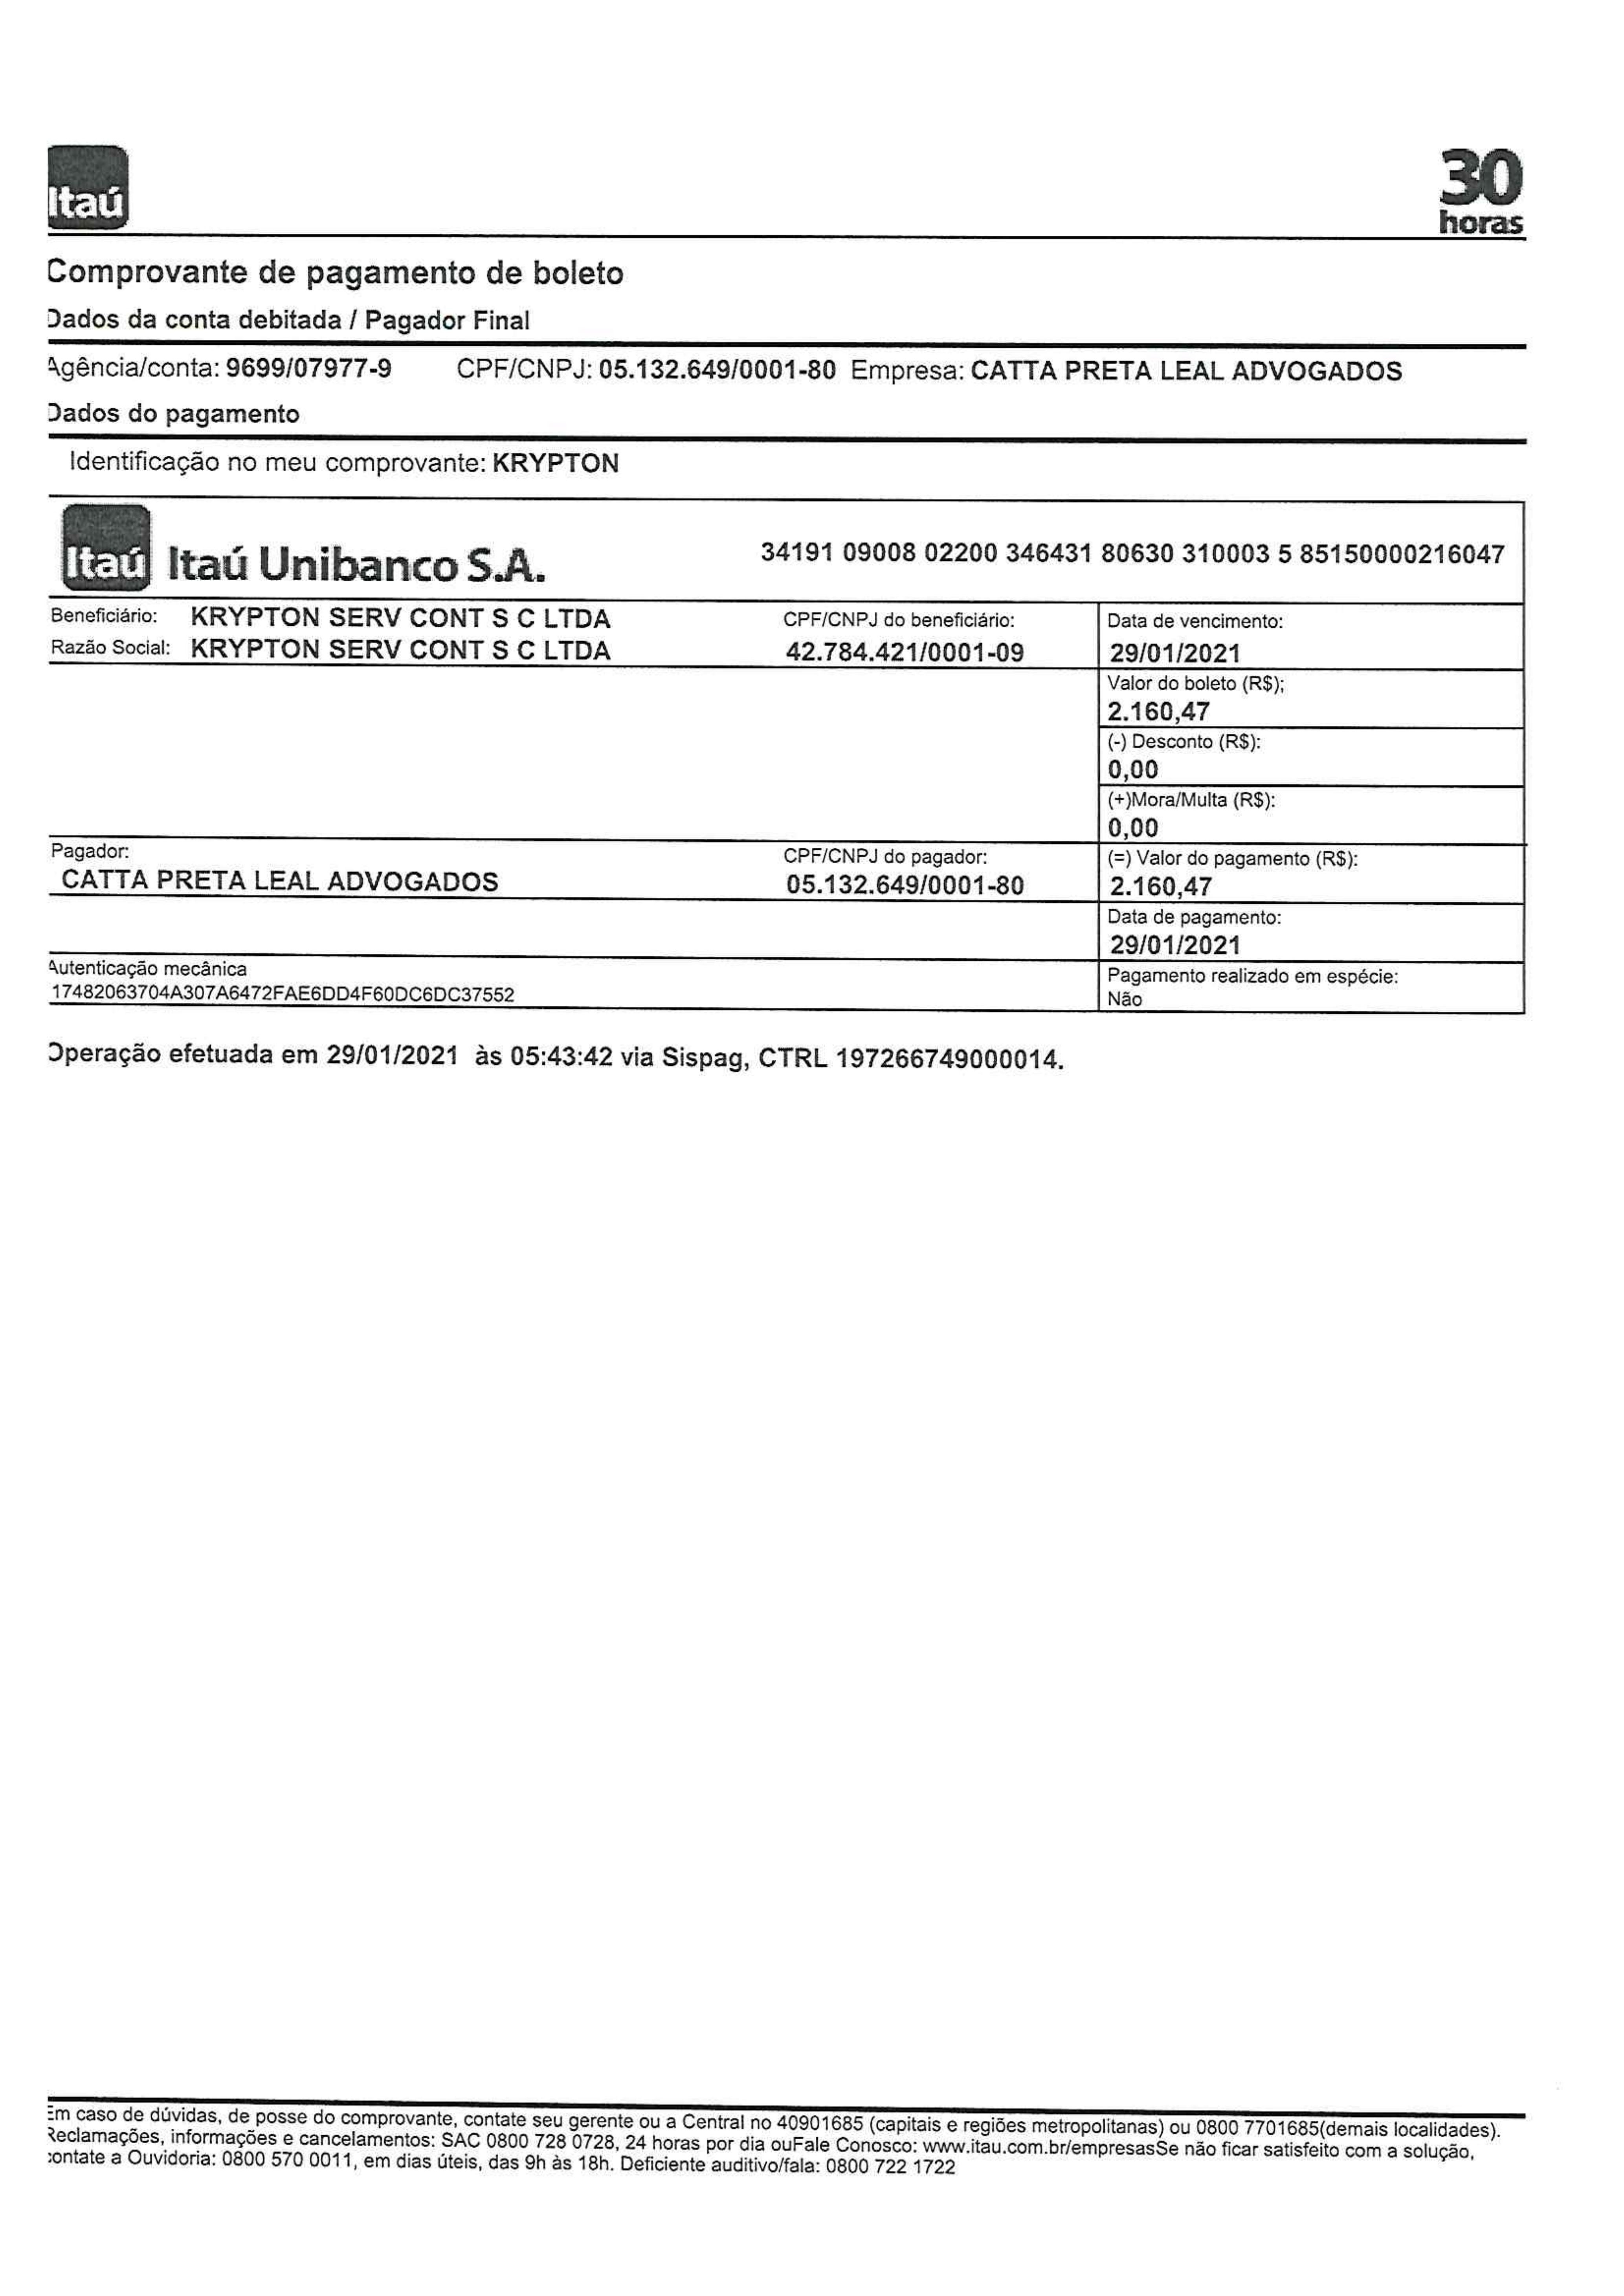 Itaú
30
horas
Comprovante de pagamento de boleto
Dados da conta debitada / Pagador Final
Agência/conta: 9699/07977-9 CPF/CNPJ: 05.132.649/0001-80 Empresa: CATTA PRETA LEAL ADVOGADOS
Dados do pagamento
Identificação no meu comprovante: KRYPTON
Itaú Itaú Unibanco S.A. 34191 09008 02200 346431 80630 310003 5 85150000216047
Beneficiário: KRYPTON SERV CONT S C LTDA CPF/CNPJ do beneficiário: Data de vencimento:
Razão Social: KRYPTON SERV CONT S C LTDA 42.784.421/0001-09 29/01/2021
Valor do boleto (R$);
2.160,47
(-) Desconto (R$):
0,00
(+)Mora/Multa (R$):
0,00
Pagador: CPF/CNPJ do pagador: (=) Valor do pagamento (R$):
CATTA PRETA LEAL ADVOGADOS 05.132.649/0001-80 2.160,47
Data de pagamento:
29/01/2021
Autenticação mecânica Pagamento realizado em espécie:
17482063704A307A6472FAE6DD4F60DC6DC37552 Não
Operação efetuada em 29/01/2021 às 05:43:42 via Sispag, CTRL 197266749000014.
Em caso de dúvidas, de posse do comprovante, contate seu gerente ou a Central no 40901685 (capitais e regiões metropolitanas) ou 0800 7701685(demais localidades).
Reclamações, informações e cancelamentos: SAC 0800 728 0728, 24 horas por dia ouFale Conosco: www.itau.com.br/empresasSe não ficar satisfeito com a solução,
contate a Ouvidoria: 0800 570 0011, em dias úteis, das 9h às 18h. Deficiente auditivo/fala: 0800 722 1722